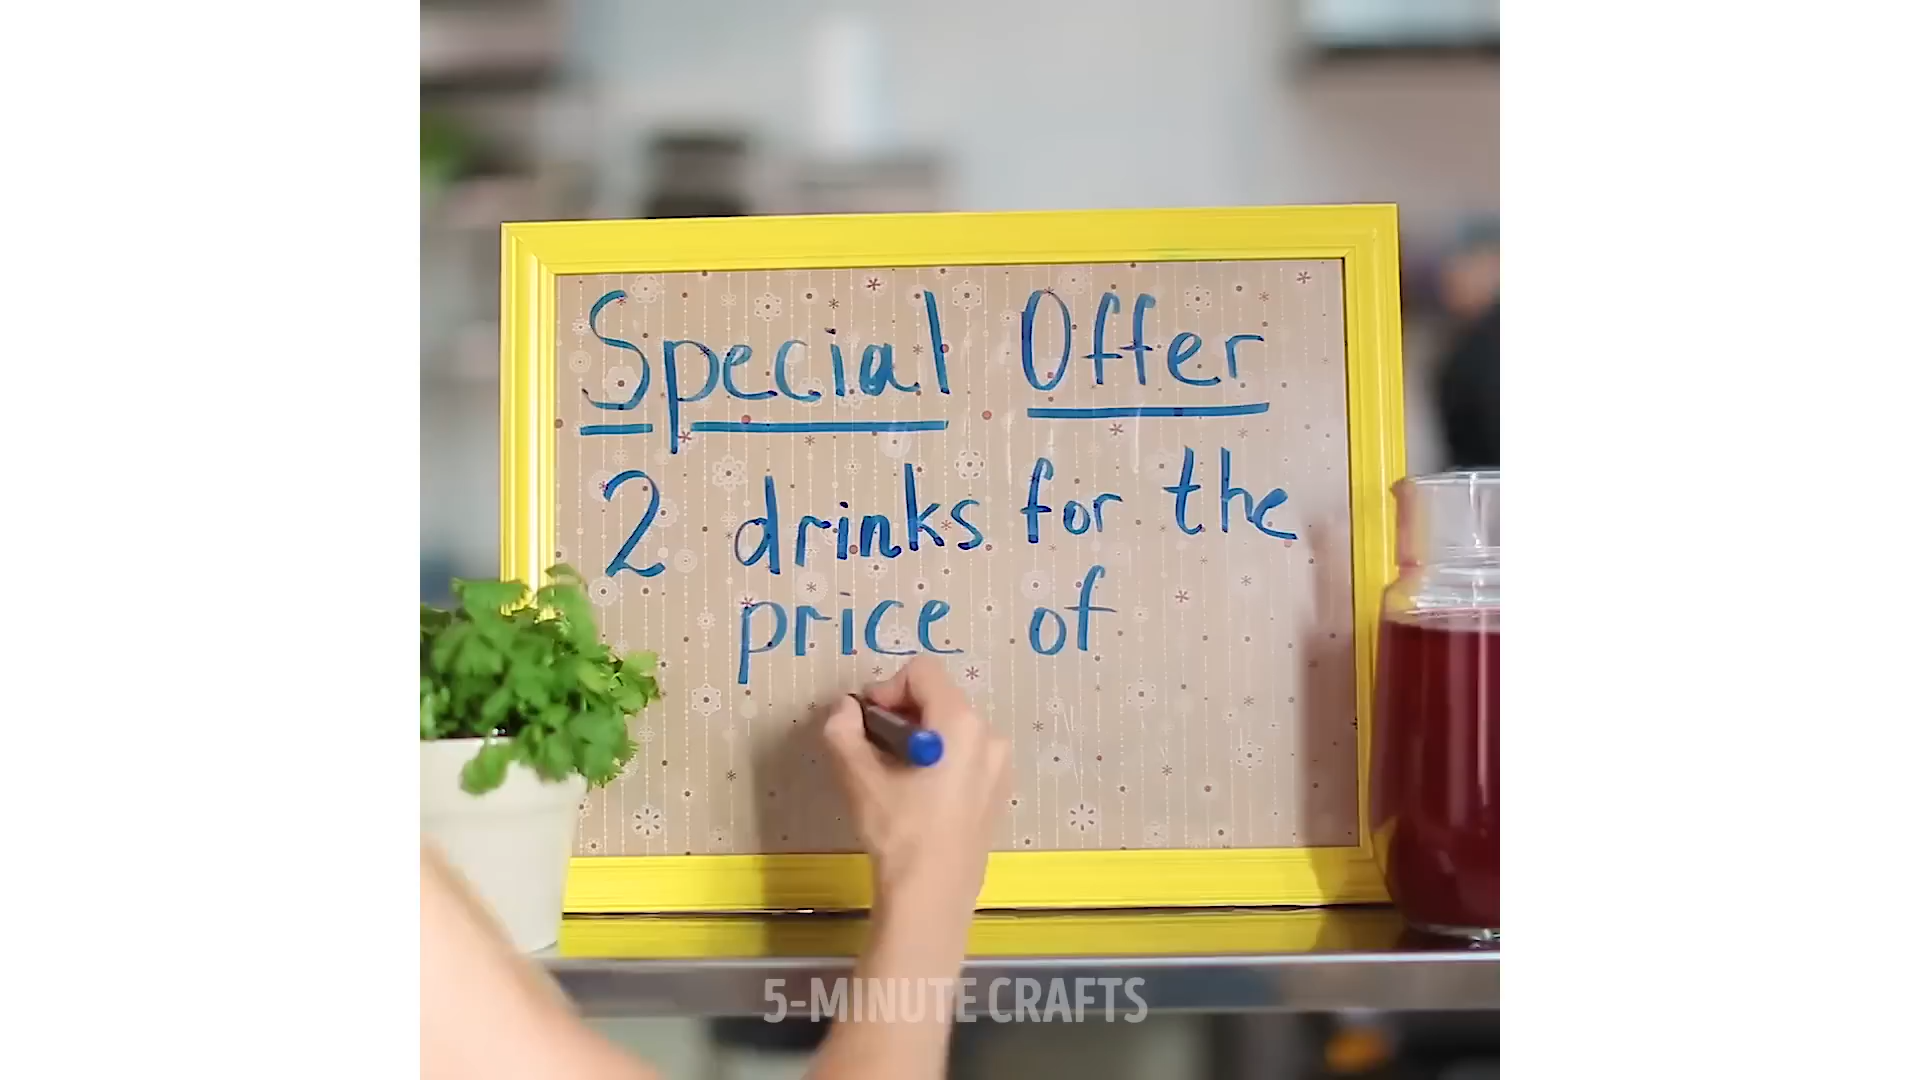 Special Offer
2 drinks for the
price of
5-MINUTE CRAFTS